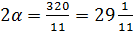 2α = 320/11 = 29 1/11